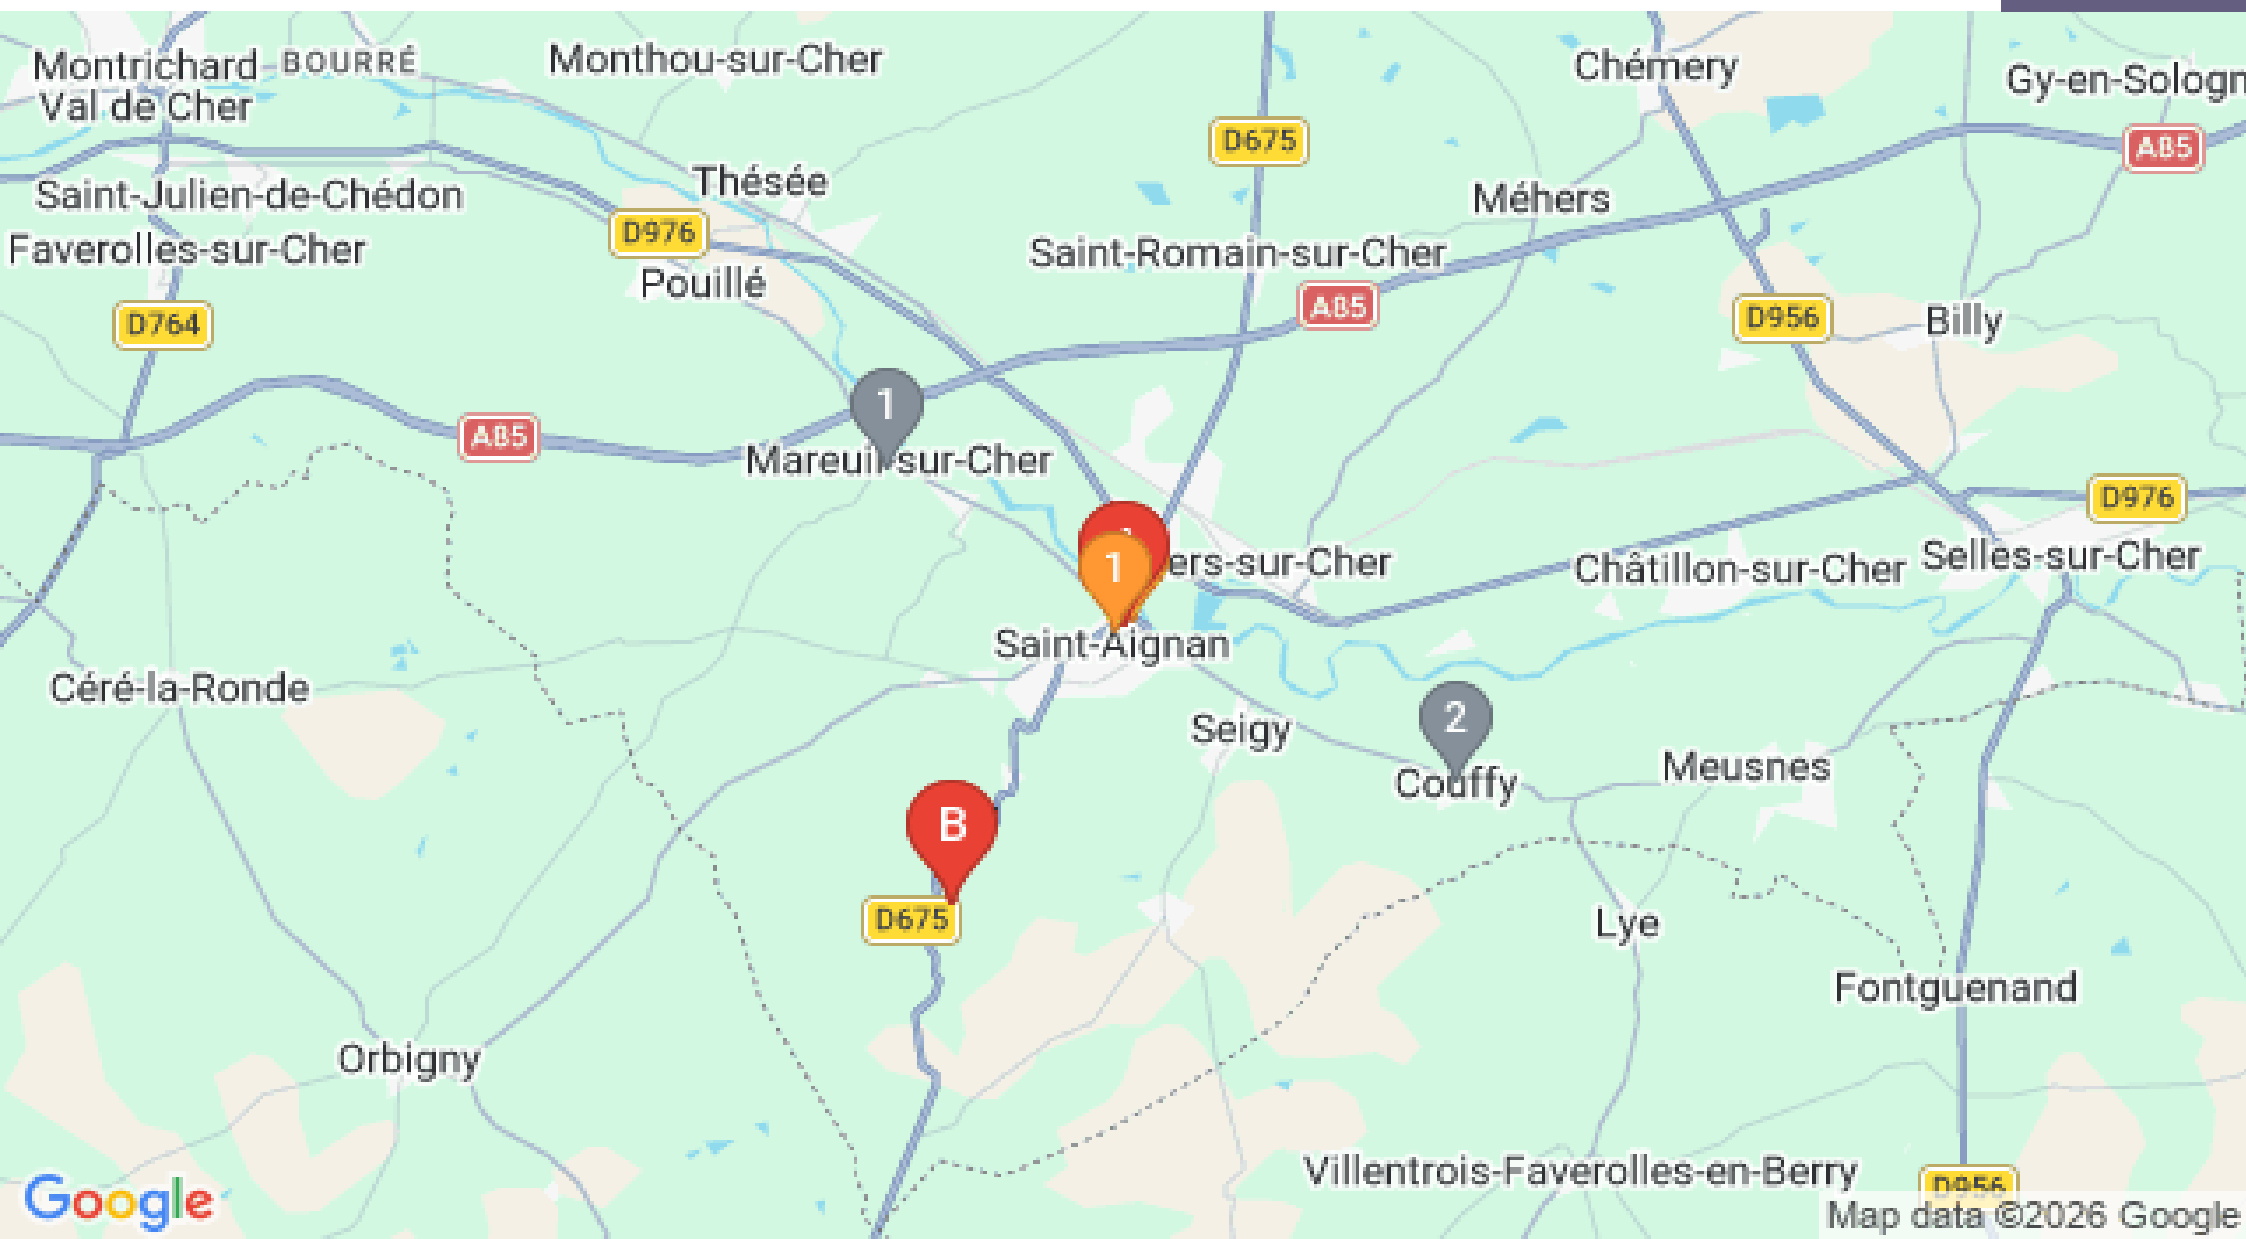 Montrichard
Val de Cher
BOURRÉ
Monthou-sur-Cher
Chémery
Gy-en-Sologn
D675
A85
Thésée
Saint-Julien-de-Chédon
Méhers
D976
Faverolles-sur-Cher
Saint-Romain-sur-Cher
Pouillé
A85
D764
D956
Billy
1
A85
Mareuil-sur-Cher
D976
1
ers-sur-Cher
Châtillon-sur-Cher
Selles-sur-Cher
Saint-Aignan
Céré-la-Ronde
2
Seigy
Couffy
Meusnes
B
D675
Lye
Fontguenand
Orbigny
Villentrois-Faverolles-en-Berry
D956
Google
Map data ©2026 Google